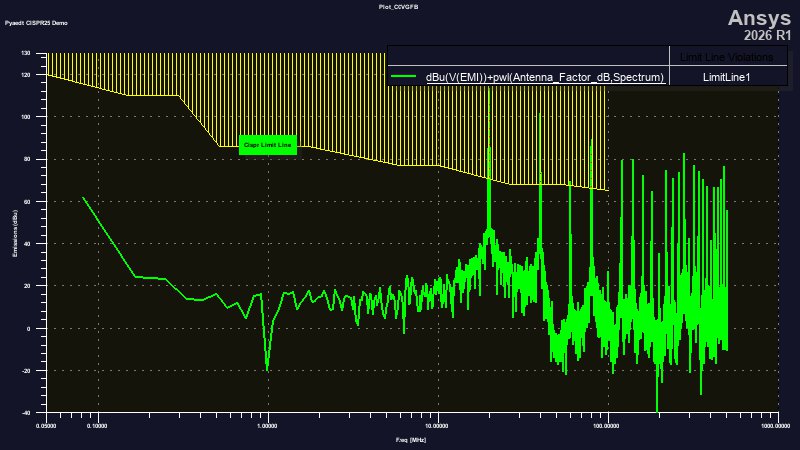 Plot_CCVGFB
Pyaedt CISPR25 Demo
Ansys
2026 R1
Limit Line Violations
dBu(V(EMI))+pwl(Antenna_Factor_dB,Spectrum)
LimitLine1
130
120
100
80
60
40
20
0
-20
-40
Emissions (dBu)
Cispr Limit Line
0.05000
0.10000
1.00000
10.00000
100.00000
1000.00000
Freq [MHz]